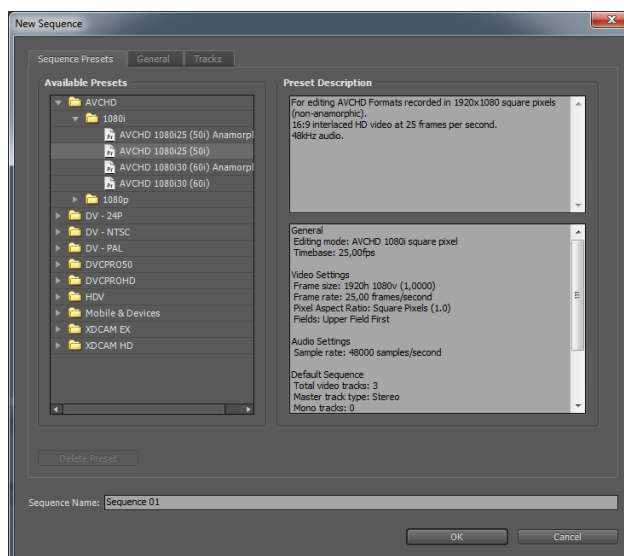 New Sequence
Sequence Presets
General
Tracks
Available Presets
AVCHD
1080i
AVCHD 1080i25 (50i) Anamorp
AVCHD 1080i25 (50i)
AVCHD 1080i30 (60i) Anamorp
AVCHD 1080i30 (60i)
1080p
DV - 24P
DV - NTSC
DV - PAL
DVCPRO50
DVCPROHD
HDV
Mobile & Devices
XDCAM EX
XDCAM HD
Delete Preset
Preset Description
For editing AVCHD Formats recorded in 1920x1080 square pixels
(non-anamorphic).
16:9 interlaced HD video at 25 frames per second.
48kHz audio.
General
Editing mode: AVCHD 1080i square pixel
Timebase: 25,00fps
Video Settings
Frame size: 1920h 1080v (1,0000)
Frame rate: 25,00 frames/second
Pixel Aspect Ratio: Square Pixels (1.0)
Fields: Upper Field First
Audio Settings
Sample rate: 48000 samples/second
Default Sequence
Total video tracks: 3
Master track type: Stereo
Mono tracks: 0
Sequence Name: Sequence 01
OK
Cancel